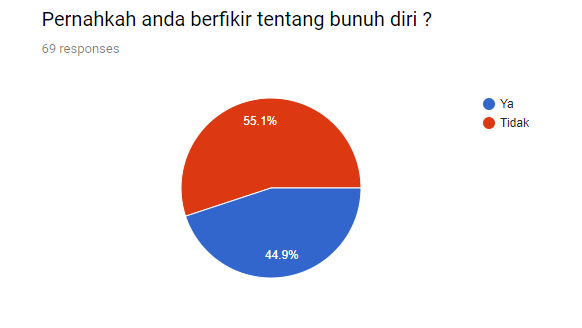 Pernahkah anda berfikir tentang bunuh diri ?
69 responses
Ya
Tidak
55.1%
44.9%